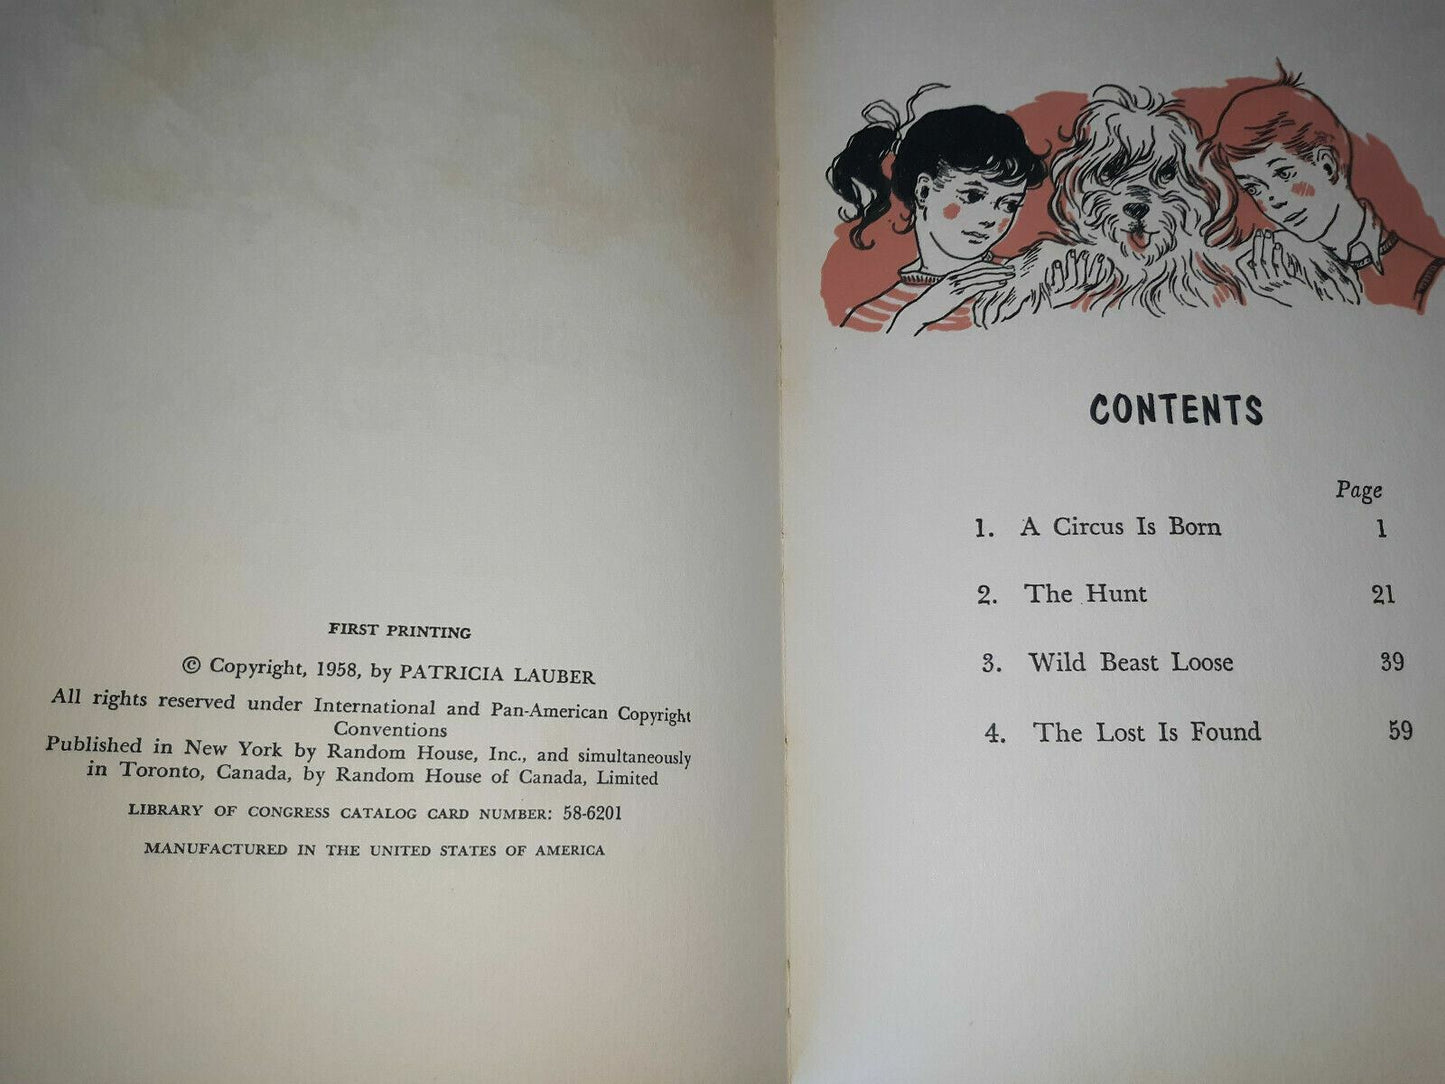 FIRST PRINTING
© Copyright, 1958, by PATRICIA LAUBER
All rights reserved under International and Pan-American Copyright
Conventions
Published in New York by Random House, Inc., and simultaneously
in Toronto, Canada, by Random House of Canada, Limited
LIBRARY OF CONGRESS CATALOG CARD NUMBER: 58-6201
MANUFACTURED IN THE UNITED STATES OF AMERICA
CONTENTS
Page
1. A Circus Is Born 1
2. The Hunt 21
3. Wild Beast Loose 39
4. The Lost Is Found 59